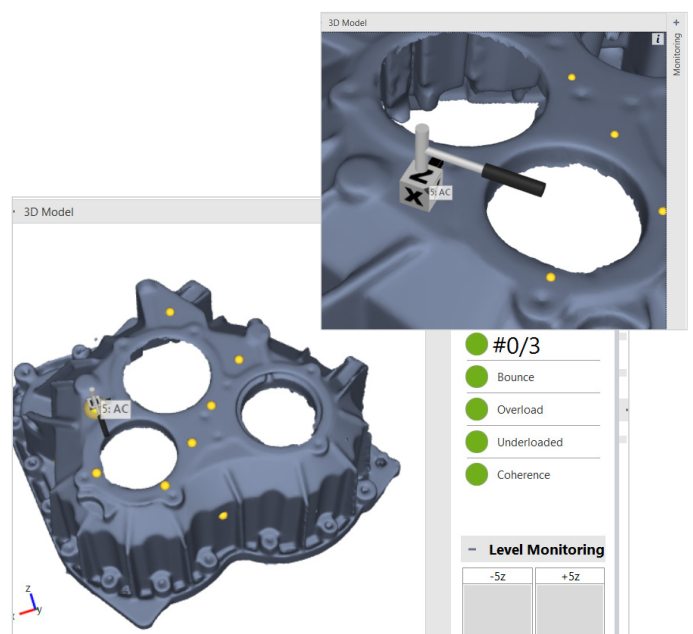 3D Model
i
+
Monitoring
Z
X
5: AC
3D Model
5: AC
#0/3
Bounce
Overload
Underloaded
Coherence
− Level Monitoring
-5z
+5z
z
y